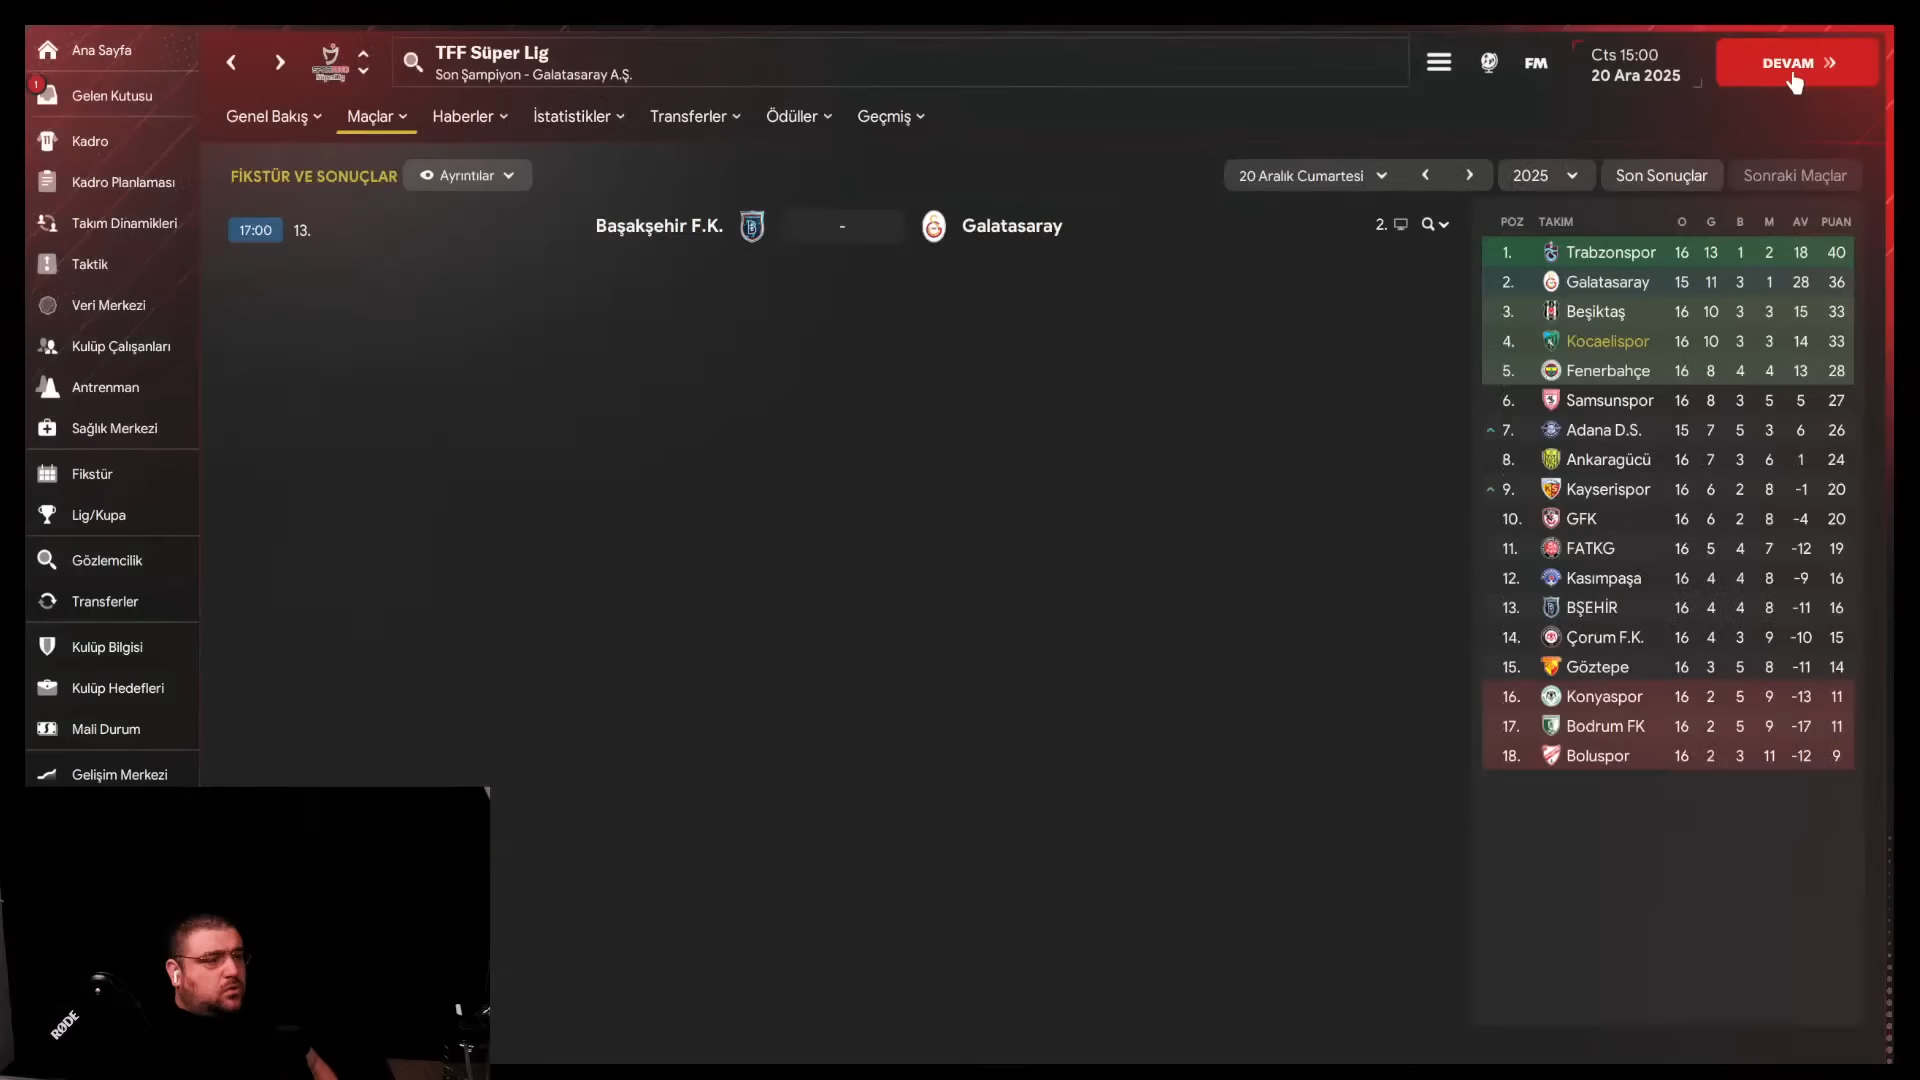 Ana Sayfa
1
Gelen Kutusu
Kadro
Kadro Planlaması
Takım Dinamikleri
Taktik
Veri Merkezi
Kulüp Çalışanları
Antrenman
Sağlık Merkezi
Fikstür
Lig/Kupa
Gözlemcilik
Transferler
Kulüp Bilgisi
Kulüp Hedefleri
Mali Durum
Gelişim Merkezi
TFF Süper Lig
Son Şampiyon - Galatasaray A.Ş.
FM
Cts 15:00
20 Ara 2025
DEVAM
Genel Bakış Maçlar Haberler İstatistikler Transferler Ödüller Geçmiş
FİKSTÜR VE SONUÇLAR Ayrıntılar 20 Aralık Cumartesi 2025 Son Sonuçlar Sonraki Maçlar
17:00 13. Başakşehir F.K. - Galatasaray 2.
POZ TAKIM O G B M AV PUAN
1. Trabzonspor 16 13 1 2 18 40
2. Galatasaray 15 11 3 1 28 36
3. Beşiktaş 16 10 3 3 15 33
4. Kocaelispor 16 10 3 3 14 33
5. Fenerbahçe 16 8 4 4 13 28
6. Samsunspor 16 8 3 5 5 27
7. Adana D.S. 15 7 5 3 6 26
8. Ankaragücü 16 7 3 6 1 24
9. Kayserispor 16 6 2 8 -1 20
10. GFK 16 6 2 8 -4 20
11. FATKG 16 5 4 7 -12 19
12. Kasımpaşa 16 4 4 8 -9 16
13. BŞEHİR 16 4 4 8 -11 16
14. Çorum F.K. 16 4 3 9 -10 15
15. Göztepe 16 3 5 8 -11 14
16. Konyaspor 16 2 5 9 -13 11
17. Bodrum FK 16 2 5 9 -17 11
18. Boluspor 16 2 3 11 -12 9
RØDE